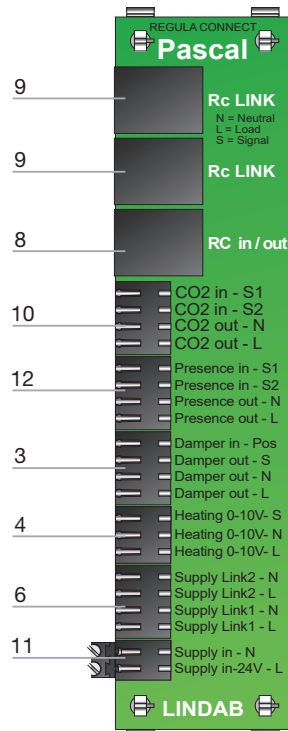 REGULA CONNECT
Pascal
9
Rc LINK
N = Neutral
L = Load
S = Signal
9
Rc LINK
8
RC in / out
10
CO2 in - S1
CO2 in - S2
CO2 out - N
CO2 out - L
12
Presence in - S1
Presence in - S2
Presence out - N
Presence out - L
3
Damper in - Pos
Damper out - S
Damper out - N
Damper out - L
4
Heating 0-10V- S
Heating 0-10V- N
Heating 0-10V- L
6
Supply Link2 - N
Supply Link2 - L
Supply Link1 - N
Supply Link1 - L
11
Supply in - N
Supply in-24V - L
LINDAB